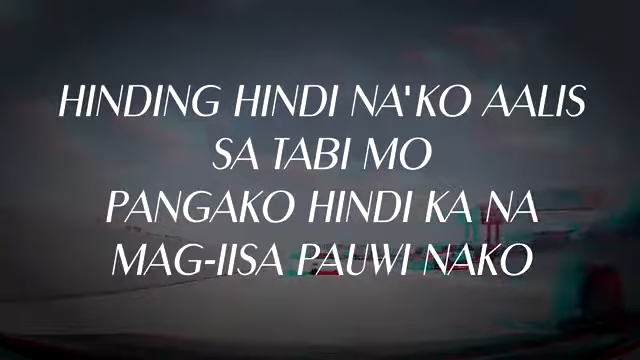 HINDING HINDI NA'KO AALIS
SA TABI MO
PANGAKO HINDI KA NA
MAG-IISA PAUWI NAKO